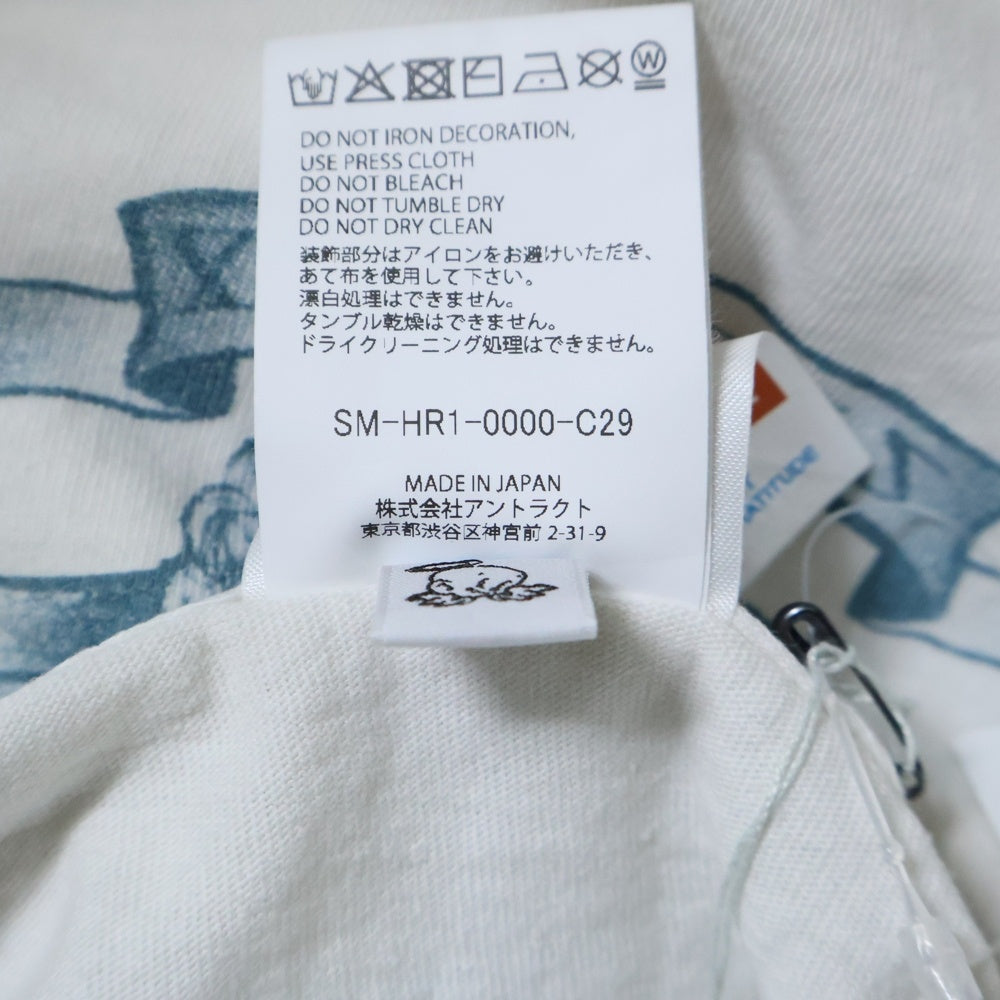 DO NOT IRON DECORATION,
USE PRESS CLOTH
DO NOT BLEACH
DO NOT TUMBLE DRY
DO NOT DRY CLEAN
装飾部分はアイロンをお避けいただき、
あて布を使用して下さい。
漂白処理はできません。
タンブル乾燥はできません。
ドライクリーニング処理はできません。
SM-HR1-0000-C29
MADE IN JAPAN
株式会社アントラクト
東京都渋谷区神宮前 2-31-9
W